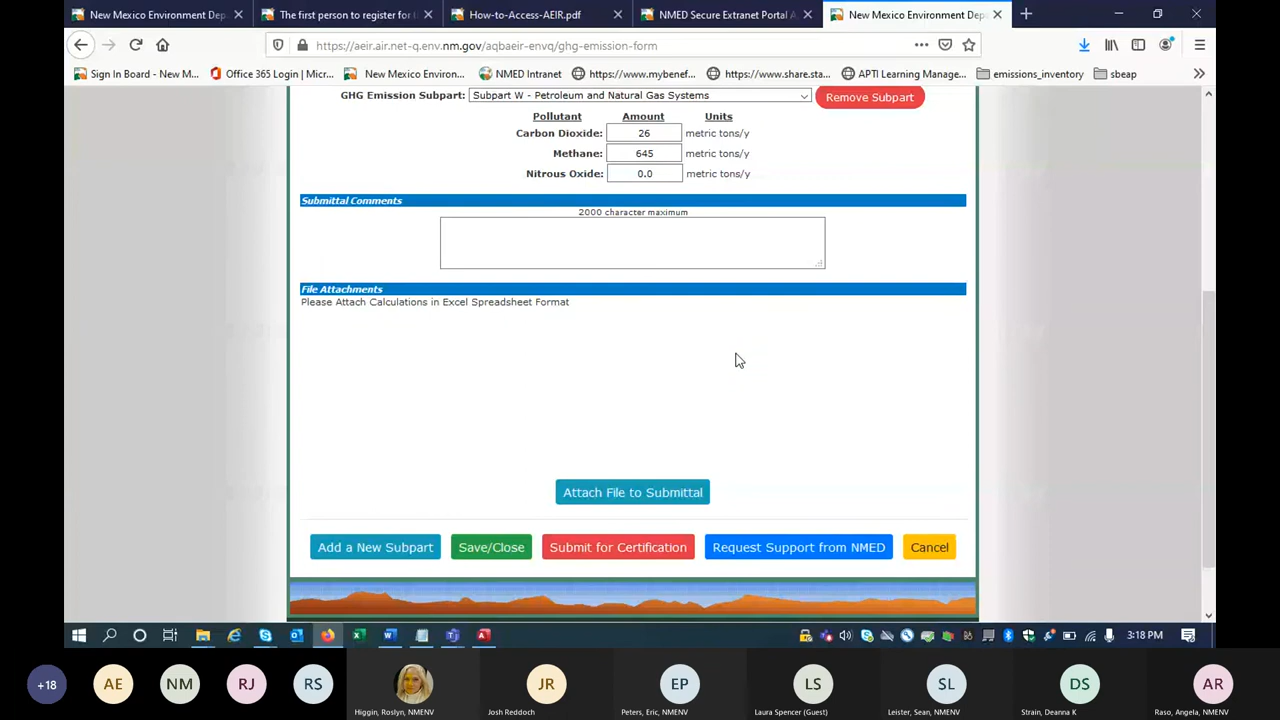 New Mexico Environment Dep
The first person to register for
How-to-Access-AEIR.pdf
NMED Secure Extranet Portal A
New Mexico Environment Dep
https://aeir.air.net-q.env.nm.gov/aqbaeir-envq/ghg-emission-form
Sign In Board - New M... Office 365 Login | Micr... New Mexico Environ... NMED Intranet https://www.mybenef... https://www.share.sta... APTI Learning Manage... emissions_inventory sbeap
GHG Emission Subpart: Subpart W - Petroleum and Natural Gas Systems Remove Subpart
Pollutant Amount Units
Carbon Dioxide: 26 metric tons/y
Methane: 645 metric tons/y
Nitrous Oxide: 0.0 metric tons/y
Submittal Comments
2000 character maximum
File Attachments
Please Attach Calculations in Excel Spreadsheet Format
Attach File to Submittal
Add a New Subpart Save/Close Submit for Certification Request Support from NMED Cancel
3:18 PM
+18 AE NM RJ RS JR EP LS SL DS AR
Higgin, Roslyn, NMENV Josh Reddoch Peters, Eric, NMENV Laura Spencer (Guest) Leister, Sean, NMENV Strain, Deanna K Raso, Angela, NMENV